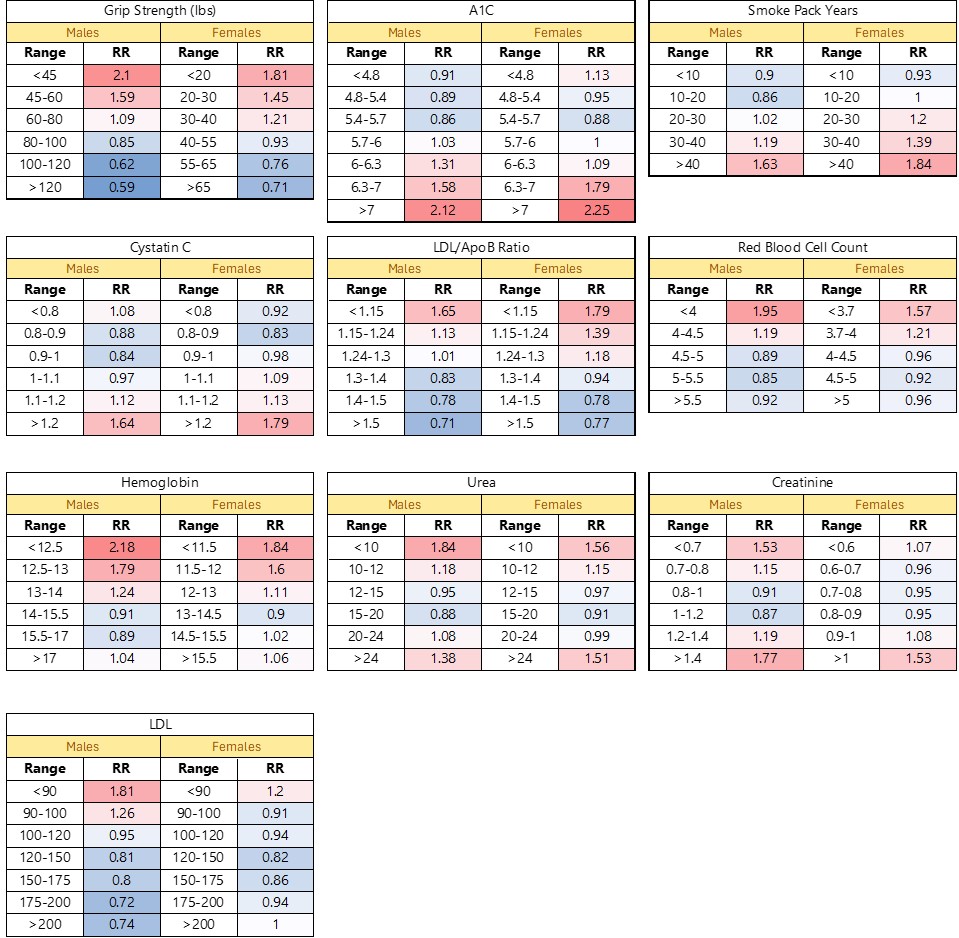 Grip Strength (lbs)
Males Females
Range RR Range RR
<45 2.1 <20 1.81
45-60 1.59 20-30 1.45
60-80 1.09 30-40 1.21
80-100 0.85 40-55 0.93
100-120 0.62 55-65 0.76
>120 0.59 >65 0.71
A1C
Males Females
Range RR Range RR
<4.8 0.91 <4.8 1.13
4.8-5.4 0.89 4.8-5.4 0.95
5.4-5.7 0.86 5.4-5.7 0.88
5.7-6 1.03 5.7-6 1
6-6.3 1.31 6-6.3 1.09
6.3-7 1.58 6.3-7 1.79
>7 2.12 >7 2.25
Smoke Pack Years
Males Females
Range RR Range RR
<10 0.9 <10 0.93
10-20 0.86 10-20 1
20-30 1.02 20-30 1.2
30-40 1.19 30-40 1.39
>40 1.63 >40 1.84
Cystatin C
Males Females
Range RR Range RR
<0.8 1.08 <0.8 0.92
0.8-0.9 0.88 0.8-0.9 0.83
0.9-1 0.84 0.9-1 0.98
1-1.1 0.97 1-1.1 1.09
1.1-1.2 1.12 1.1-1.2 1.13
>1.2 1.64 >1.2 1.79
LDL/ApoB Ratio
Males Females
Range RR Range RR
<1.15 1.65 <1.15 1.79
1.15-1.24 1.13 1.15-1.24 1.39
1.24-1.3 1.01 1.24-1.3 1.18
1.3-1.4 0.83 1.3-1.4 0.94
1.4-1.5 0.78 1.4-1.5 0.78
>1.5 0.71 >1.5 0.77
Red Blood Cell Count
Males Females
Range RR Range RR
<4 1.95 <3.7 1.57
4-4.5 1.19 3.7-4 1.21
4.5-5 0.89 4-4.5 0.96
5-5.5 0.85 4.5-5 0.92
>5.5 0.92 >5 0.96
Hemoglobin
Males Females
Range RR Range RR
<12.5 2.18 <11.5 1.84
12.5-13 1.79 11.5-12 1.6
13-14 1.24 12-13 1.11
14-15.5 0.91 13-14.5 0.9
15.5-17 0.89 14.5-15.5 1.02
>17 1.04 >15.5 1.06
Urea
Males Females
Range RR Range RR
<10 1.84 <10 1.56
10-12 1.18 10-12 1.15
12-15 0.95 12-15 0.97
15-20 0.88 15-20 0.91
20-24 1.08 20-24 0.99
>24 1.38 >24 1.51
Creatinine
Males Females
Range RR Range RR
<0.7 1.53 <0.6 1.07
0.7-0.8 1.15 0.6-0.7 0.96
0.8-1 0.91 0.7-0.8 0.95
1-1.2 0.87 0.8-0.9 0.95
1.2-1.4 1.19 0.9-1 1.08
>1.4 1.77 >1 1.53
LDL
Males Females
Range RR Range RR
<90 1.81 <90 1.2
90-100 1.26 90-100 0.91
100-120 0.95 100-120 0.94
120-150 0.81 120-150 0.82
150-175 0.8 150-175 0.86
175-200 0.72 175-200 0.94
>200 0.74 >200 1